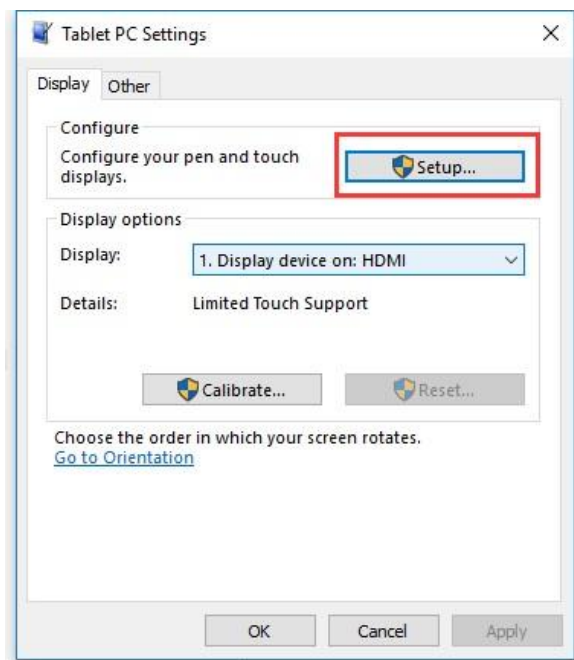 Tablet PC Settings
Display
Other
Configure
Configure your pen and touch
displays.
Setup...
Display options
Display:
1. Display device on: HDMI
Details:
Limited Touch Support
Calibrate...
Reset...
Choose the order in which your screen rotates.
Go to Orientation
OK
Cancel
Apply